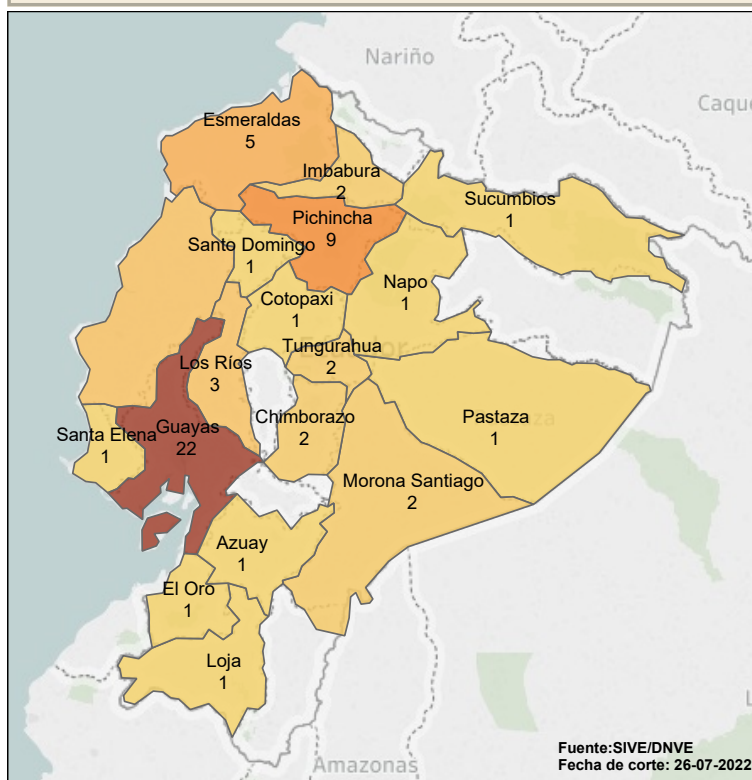 Nariño
Caque
Esmeraldas
5
Imbabura
2
Sucumbios
1
Pichincha
9
Santo Domingo
1
Napo
1
Cotopaxi
1
Tungurahua
2
Los Ríos
3
Chimborazo
2
Pastaza
1
Santa Elena
1
Guayas
22
Morona Santiago
2
Azuay
1
El Oro
1
Loja
1
L
Amazonas
Fuente:SIVE/DNVE
Fecha de corte: 26-07-2022